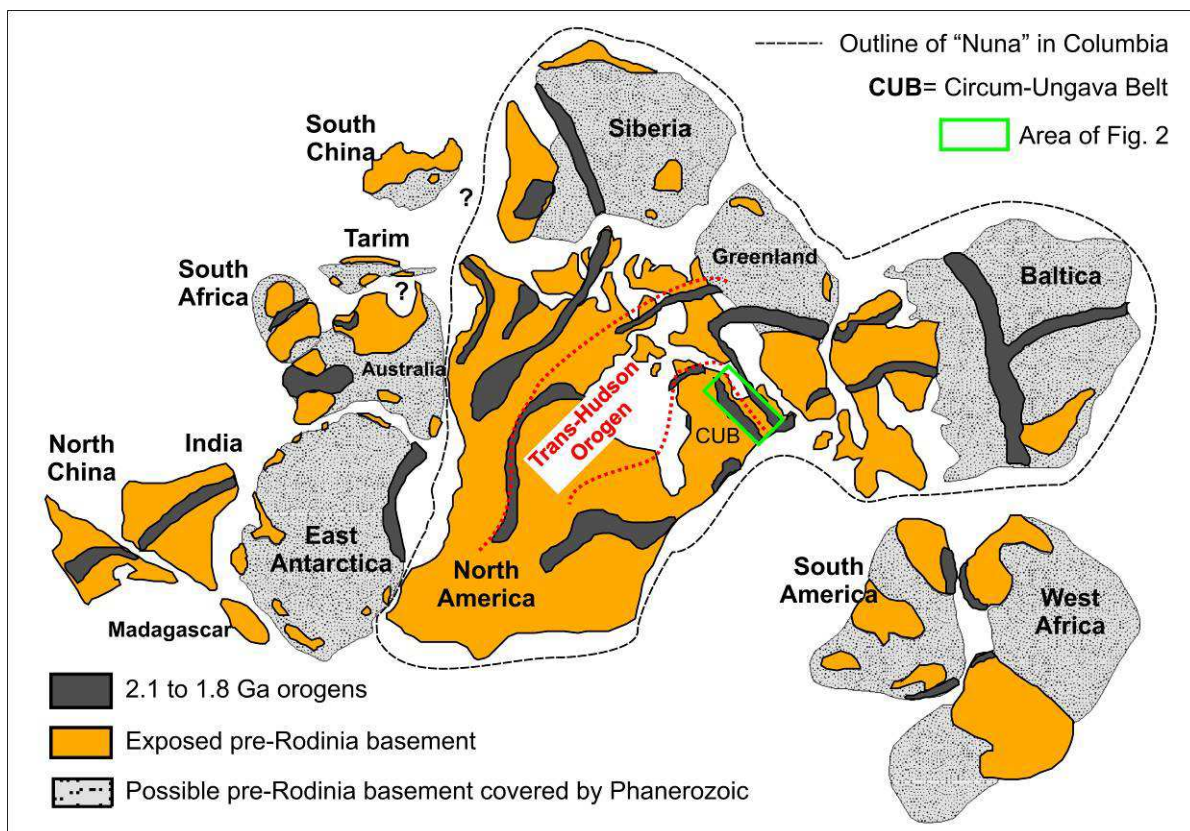 Outline of “Nuna” in Columbia
CUB= Circum-Ungava Belt
Area of Fig. 2
South
China
Siberia
?
Tarim
South
Africa
?
Greenland
Baltica
Australia
Trans-Hudson
Orogen
CUB
North
China
India
East
Antarctica
North
America
South
America
West
Africa
Madagascar
2.1 to 1.8 Ga orogens
Exposed pre-Rodinia basement
Possible pre-Rodinia basement covered by Phanerozoic